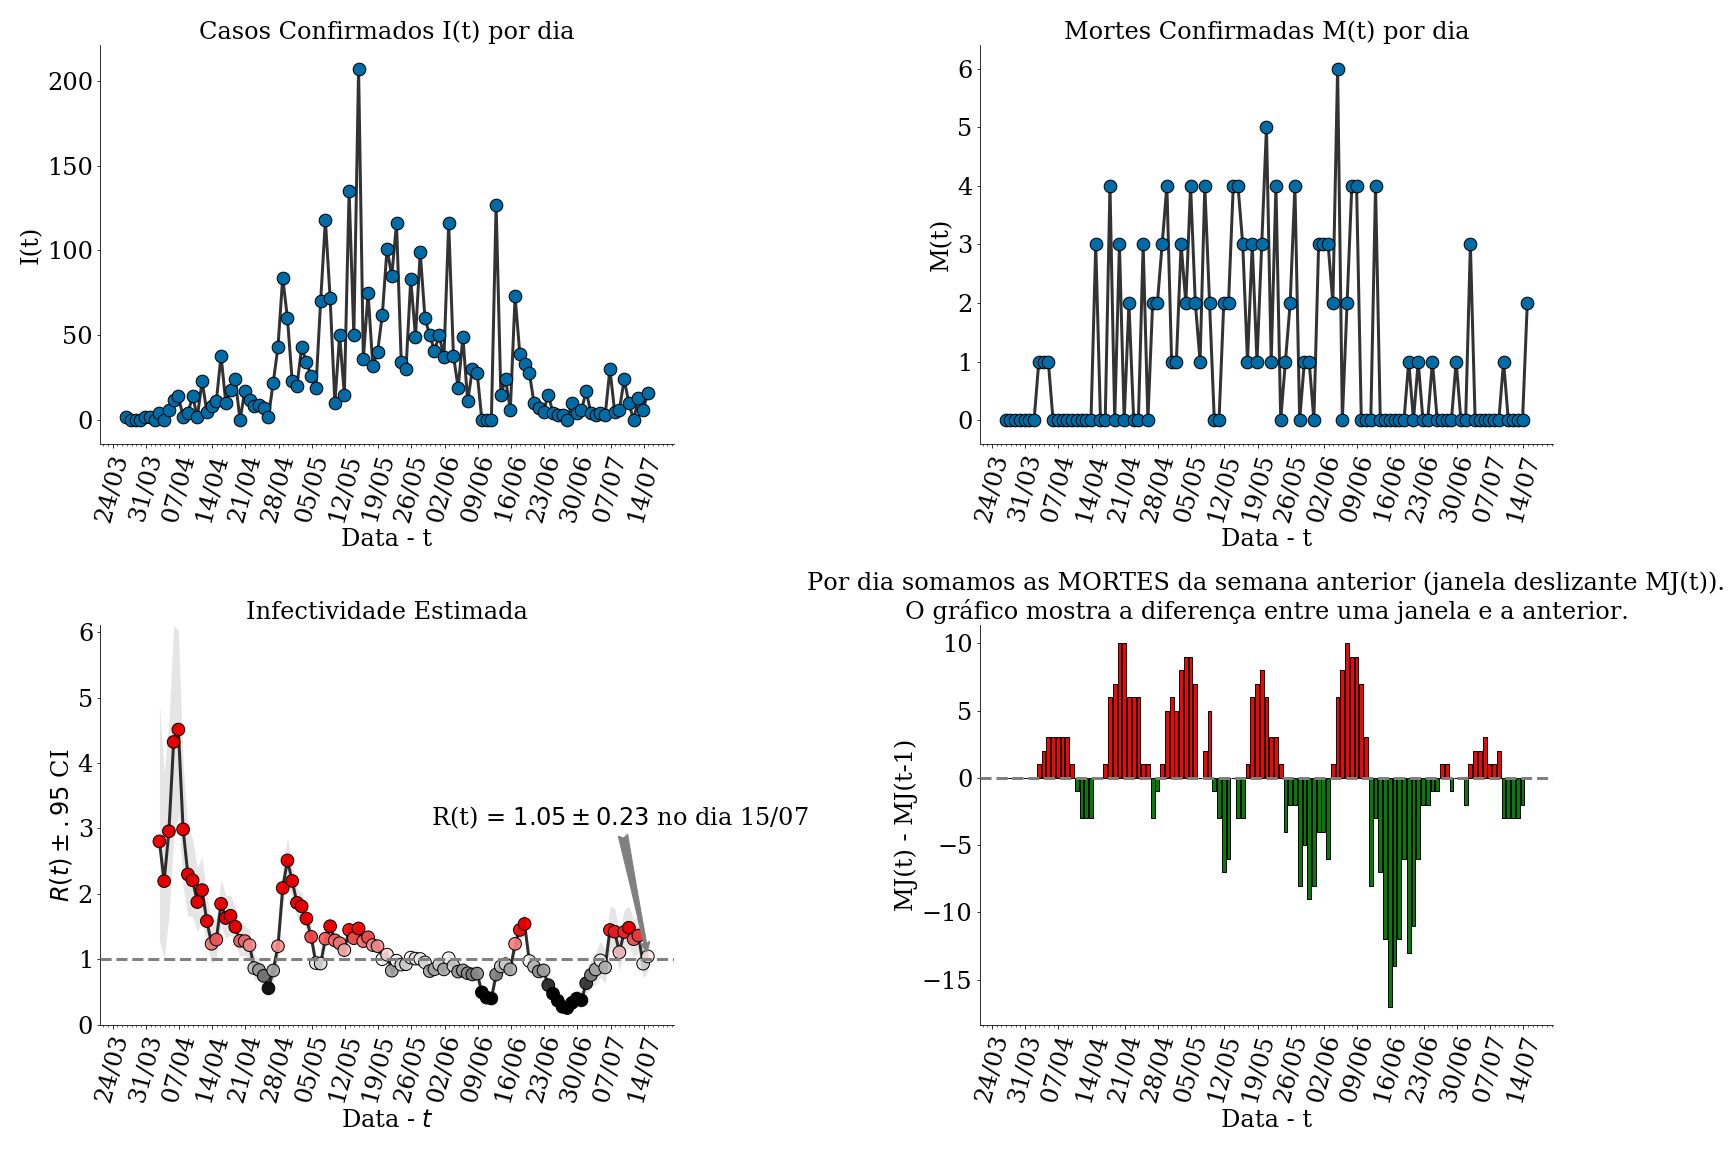 Casos Confirmados I(t) por dia
I(t)
200
150
100
50
0
24/03 31/03 07/04 14/04 21/04 28/04 05/05 12/05 19/05 26/05 02/06 09/06 16/06 23/06 30/06 07/07 14/07
Data - t
Mortes Confirmadas M(t) por dia
M(t)
6
5
4
3
2
1
0
24/03 31/03 07/04 14/04 21/04 28/04 05/05 12/05 19/05 26/05 02/06 09/06 16/06 23/06 30/06 07/07 14/07
Data - t
Infectividade Estimada
R(t) ± .95 CI
6
5
4
3
2
1
0
R(t) = 1.05 ± 0.23 no dia 15/07
24/03 31/03 07/04 14/04 21/04 28/04 05/05 12/05 19/05 26/05 02/06 09/06 16/06 23/06 30/06 07/07 14/07
Data - t
Por dia somamos as MORTES da semana anterior (janela deslizante MJ(t)).
O gráfico mostra a diferença entre uma janela e a anterior.
MJ(t) - MJ(t-1)
10
5
0
−5
−10
−15
24/03 31/03 07/04 14/04 21/04 28/04 05/05 12/05 19/05 26/05 02/06 09/06 16/06 23/06 30/06 07/07 14/07
Data - t